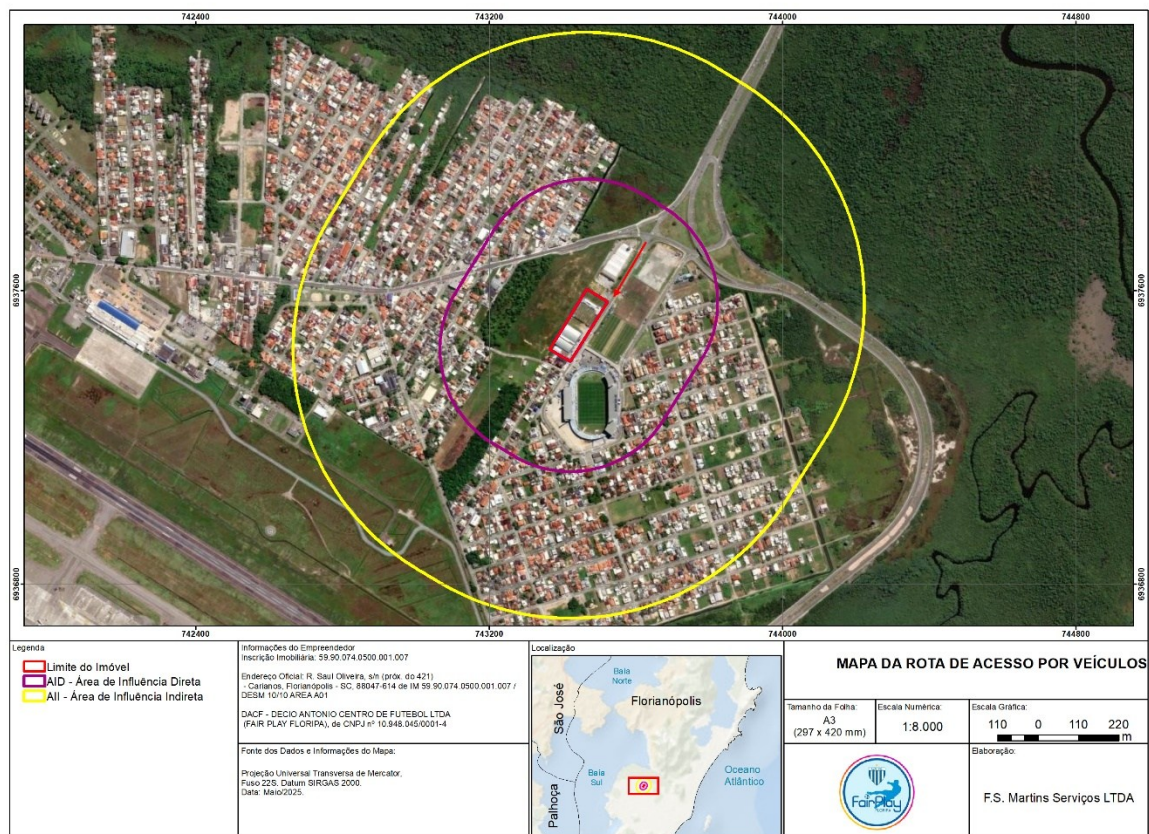 742400
743200
744000
744800
6937600
6937600
6936800
6936800
742400
743200
744000
744800
Legenda
Limite do Imóvel
AID - Área de Influência Direta
AII - Área de Influência Indireta
Informações do Empreendedor
Inscrição Imobiliária: 59.90.074.0500.001.007
Endereço Oficial: R. Saul Oliveira, s/n (próx. do 421)
- Carianos, Florianópolis - SC, 88047-614 de IM 59.90.074.0500.001.007 /
DESM 10/10 AREA A01
DACF - DECIO ANTONIO CENTRO DE FUTEBOL LTDA
(FAIR PLAY FLORIPA), de CNPJ nº 10.948.045/0001-4
Fonte dos Dados e Informações do Mapa:
Projeção Universal Transversa de Mercator,
Fuso 22S, Datum SIRGAS 2000.
Data: Maio/2025.
Localização
São José
Baia
Norte
Florianópolis
Baia
Sul
Palhoça
Oceano
Atlântico
MAPA DA ROTA DE ACESSO POR VEÍCULOS
Tamanho da Folha:
A3
(297 x 420 mm)
Escala Numérica:
1:8.000
Escala Gráfica:
110 0 110 220
m
FairPlay
Elaboração:
F.S. Martins Serviços LTDA